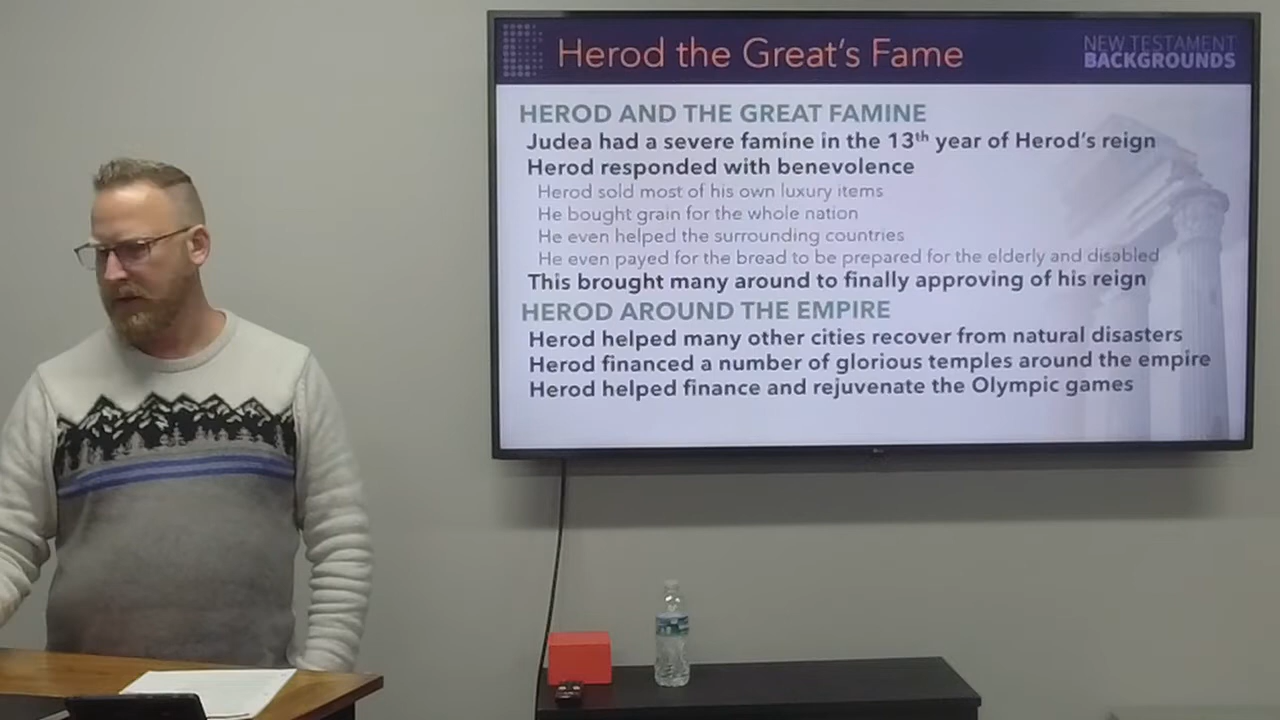 Herod the Great's Fame
NEW TESTAMENT
BACKGROUNDS
HEROD AND THE GREAT FAMINE
Judea had a severe famine in the 13th year of Herod's reign
Herod responded with benevolence
Herod sold most of his own luxury items
He bought grain for the whole nation
He even helped the surrounding countries
He even payed for the bread to be prepared for the elderly and disabled
This brought many around to finally approving of his reign
HEROD AROUND THE EMPIRE
Herod helped many other cities recover from natural disasters
Herod financed a number of glorious temples around the empire
Herod helped finance and rejuvenate the Olympic games